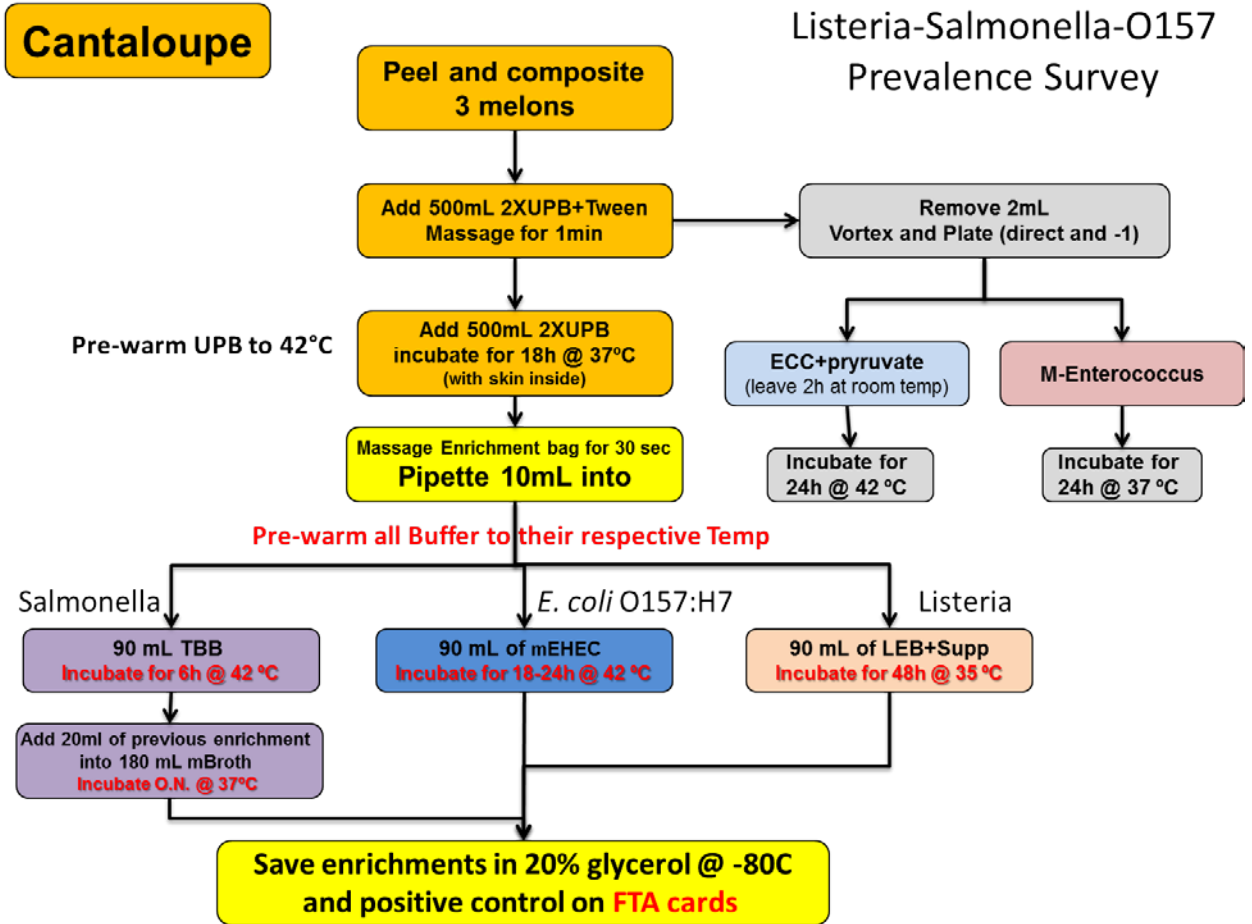 Cantaloupe
Listeria-Salmonella-O157
Prevalence Survey
Peel and composite
3 melons
Add 500mL 2XUPB+Tween
Massage for 1min
Remove 2mL
Vortex and Plate (direct and -1)
Pre-warm UPB to 42°C
Add 500mL 2XUPB
incubate for 18h @ 37ºC
(with skin inside)
ECC+pryruvate
(leave 2h at room temp)
M-Enterococcus
Massage Enrichment bag for 30 sec
Pipette 10mL into
Incubate for
24h @ 42 ºC
Incubate for
24h @ 37 ºC
Pre-warm all Buffer to their respective Temp
Salmonella
E. coli O157:H7
Listeria
90 mL TBB
Incubate for 6h @ 42 ºC
90 mL of mEHEC
Incubate for 18-24h @ 42 ºC
90 mL of LEB+Supp
Incubate for 48h @ 35 ºC
Add 20ml of previous enrichment
into 180 mL mBroth
Incubate O.N. @ 37ºC
Save enrichments in 20% glycerol @ -80C
and positive control on FTA cards